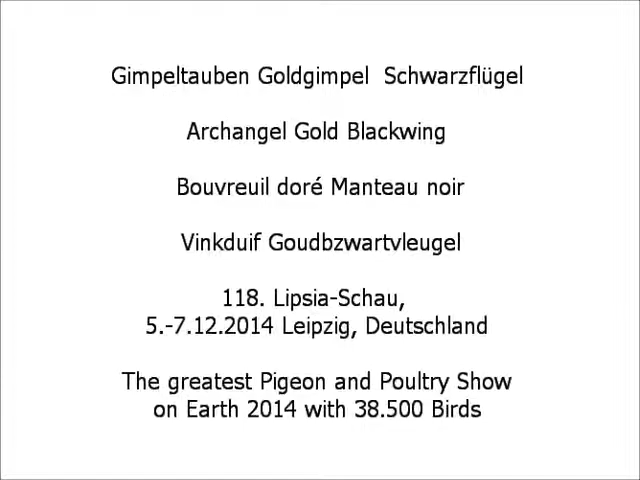 Gimpeltauben Goldgimpel  Schwarzflügel
Archangel Gold Blackwing
Bouvreuil doré Manteau noir
Vinkduif Goudbzwartvleugel
118. Lipsia-Schau,
5.-7.12.2014 Leipzig, Deutschland
The greatest Pigeon and Poultry Show
on Earth 2014 with 38.500 Birds